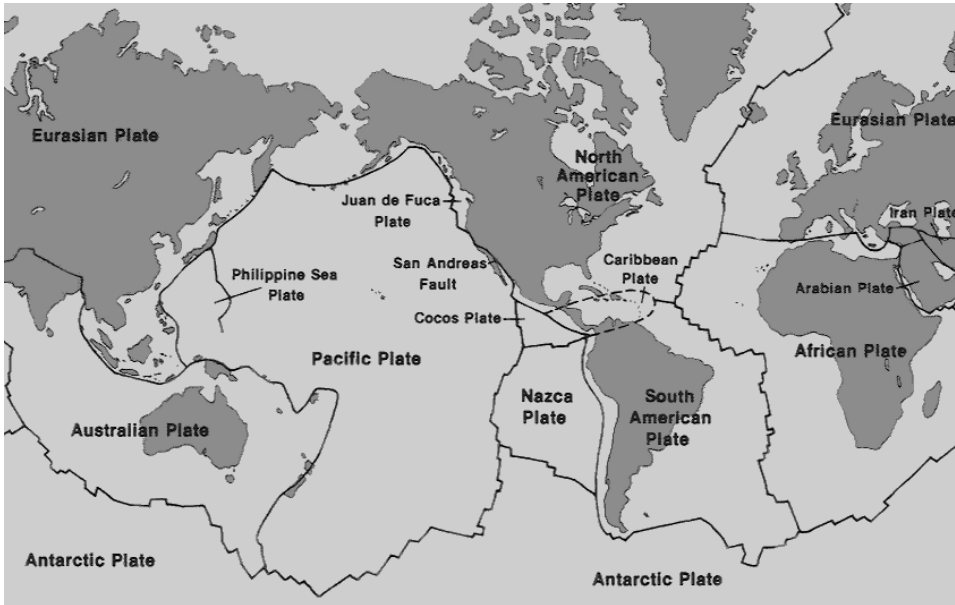 Eurasian Plate
Eurasian Plate
North
American
Plate
Juan de Fuca
Plate
Iran Plate
San Andreas
Fault
Caribbean
Plate
Philippine Sea
Plate
Arabian Plate
Cocos Plate
Pacific Plate
African Plate
Nazca
Plate
South
American
Plate
Australian Plate
Antarctic Plate
Antarctic Plate